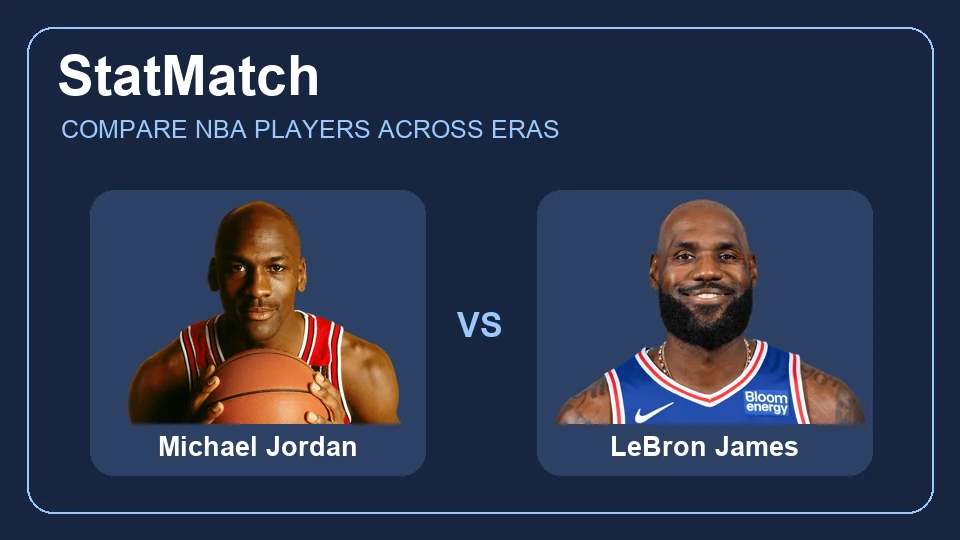 StatMatch
COMPARE NBA PLAYERS ACROSS ERAS
VS
Bloom
energy
Michael Jordan
LeBron James